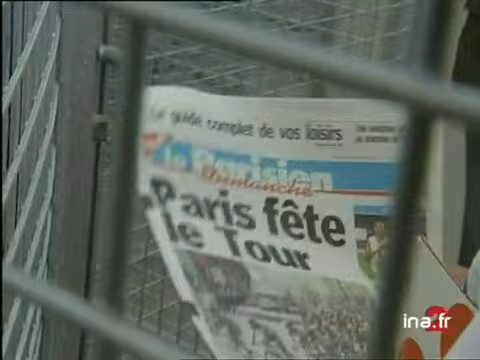 Le guide complet de vos loisirs
le Parisien
dimanche
Paris fête
le Tour
ina.fr